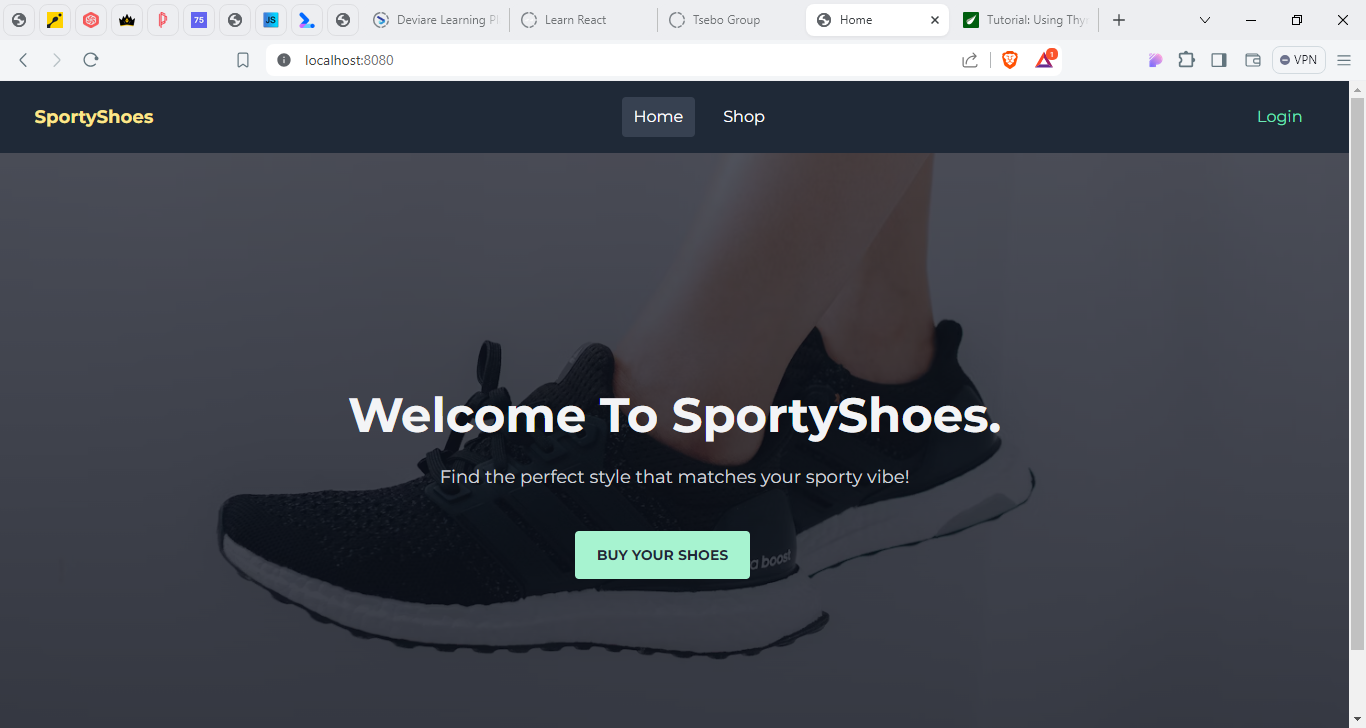 75
JS
Deviare Learning Pl
Learn React
Tsebo Group
Home
Tutorial: Using Thy
localhost:8080
1
VPN
SportyShoes
Home
Shop
Login
Welcome To SportyShoes.
Find the perfect style that matches your sporty vibe!
BUY YOUR SHOES
boost